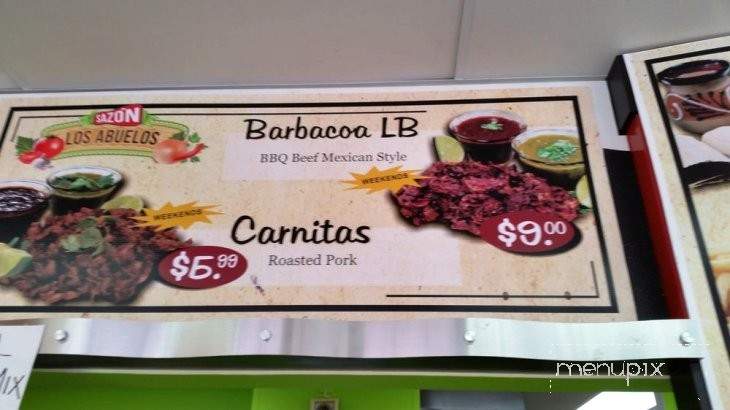 SAZON
LOS ABUELOS
Barbacoa LB
BBQ Beef Mexican Style
WEEKENDS
$9.00
WEEKENDS
Carnitas
Roasted Pork
$5.99
L
MIX
menupix